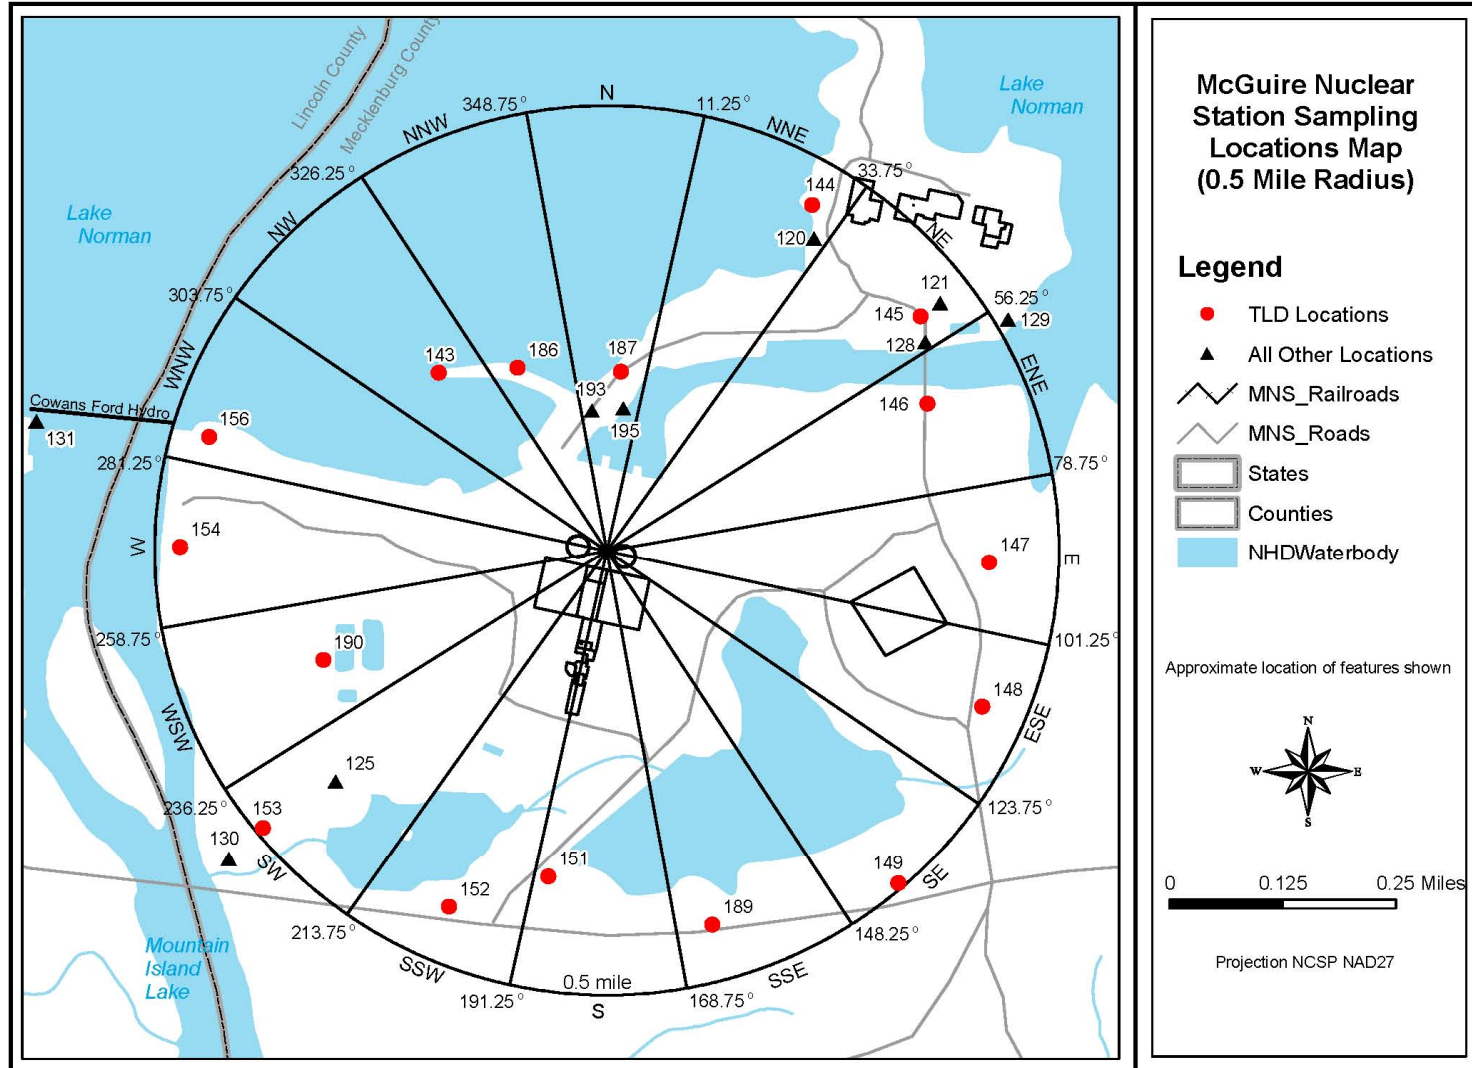 Lincoln County
Mecklenburg County
Lake
Norman
Lake
Norman
N
348.75 °
11.25 °
NNW
NNE
326.25 °
33.75 °
144
120
NW
NE
121
303.75 °
56.25 °
145
129
128
143
186
187
WNW
ENE
193
195
146
Cowans Ford Hydro
131
156
281.25 °
78.75 °
W
154
147
E
258.75 °
101.25 °
190
148
WSW
ESE
125
236.25 °
123.75 °
153
130
SW
SE
149
151
152
189
213.75 °
148.25 °
SSW
SSE
Mountain
Island
Lake
0.5 mile
191.25 °
168.75 °
S
McGuire Nuclear
Station Sampling
Locations Map
(0.5 Mile Radius)
Legend
TLD Locations
All Other Locations
MNS_Railroads
MNS_Roads
States
Counties
NHDWaterbody
Approximate location of features shown
N
W E
S
0 0.125 0.25 Miles
Projection NCSP NAD27